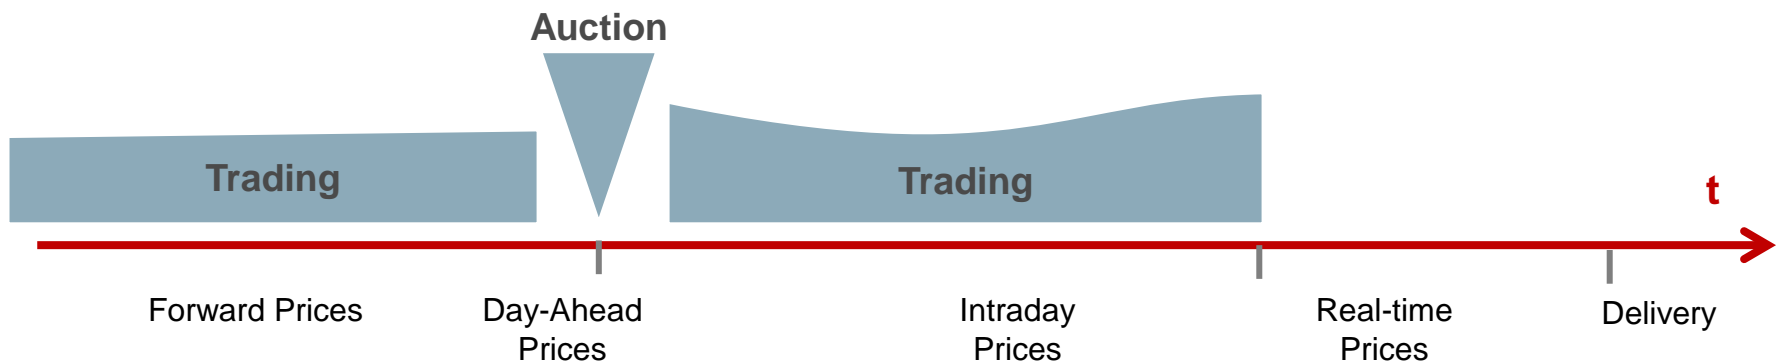 Auction
Trading
Trading
t
Forward Prices
Day-Ahead
Prices
Intraday
Prices
Real-time
Prices
Delivery